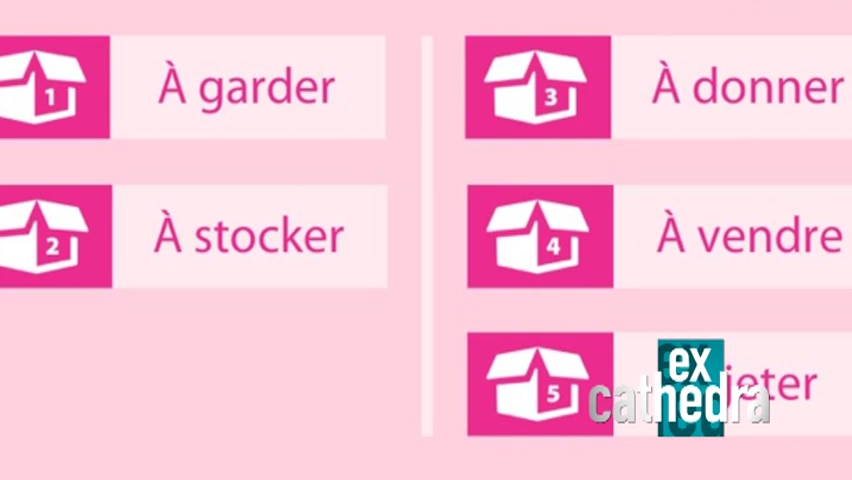 1 À garder
2 À stocker
3 À donner
4 À vendre
5 jeter
ex
cathedra